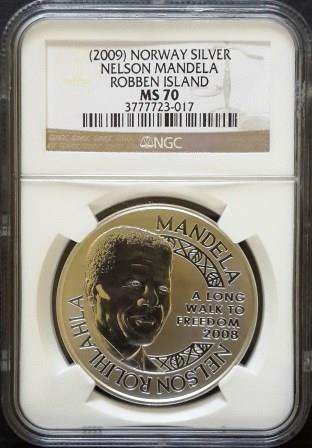 (2009) NORWAY SILVER
NELSON MANDELA
ROBBEN ISLAND
MS 70
3777723-017
NGC
MANDELA
A LONG
WALK TO
FREEDOM
2008
NELSON ROLIHLAHLA